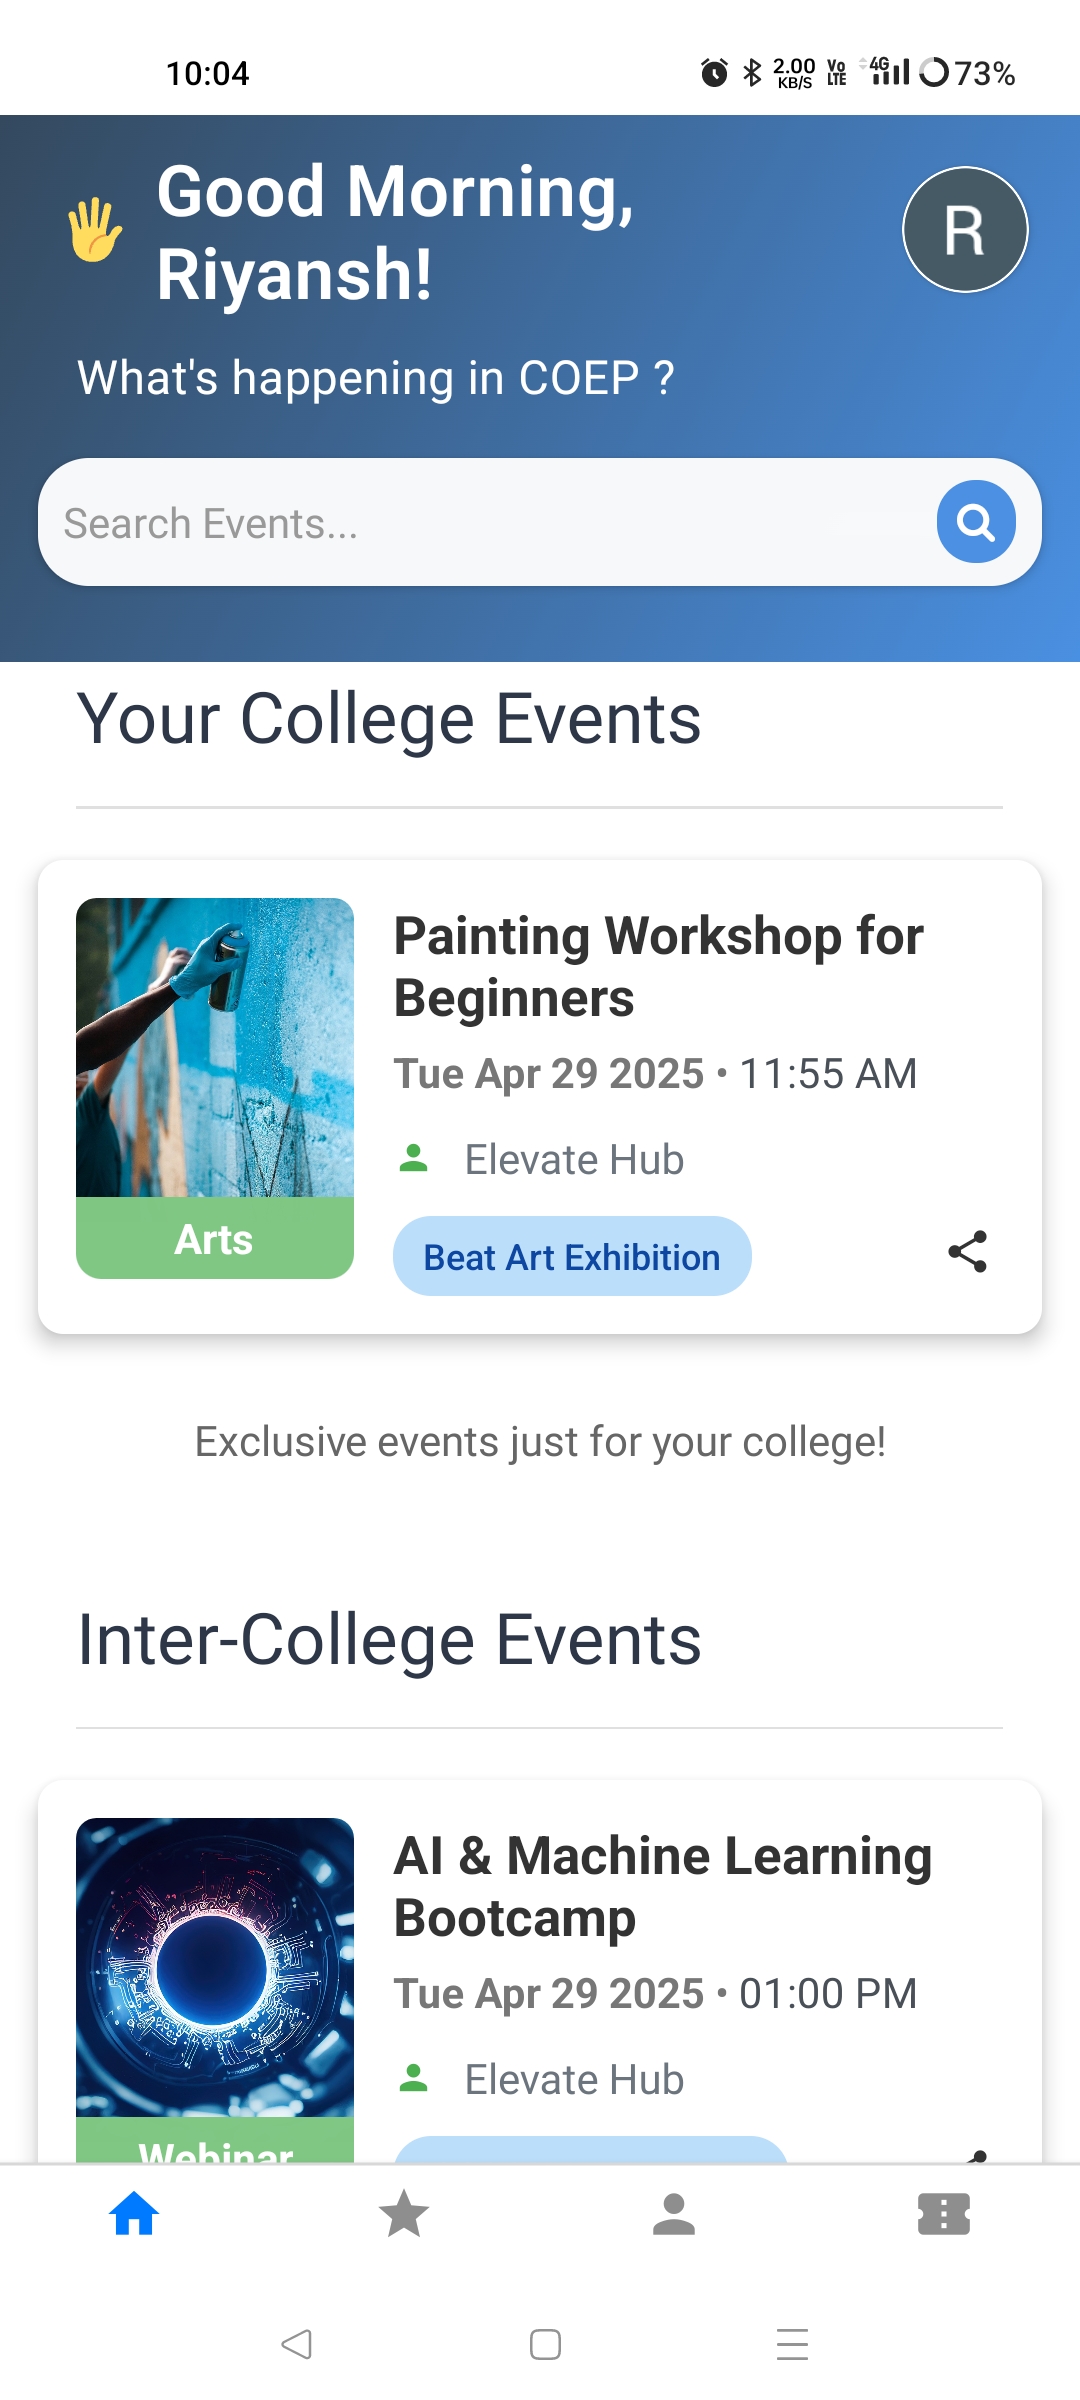 10:04
2.00
KB/S
Vo
LTE
4G
73%
Good Morning,
Riyansh!
R
What's happening in COEP ?
Search Events...
Your College Events
Painting Workshop for
Beginners
Tue Apr 29 2025 • 11:55 AM
Elevate Hub
Arts
Beat Art Exhibition
Exclusive events just for your college!
Inter-College Events
AI & Machine Learning
Bootcamp
Tue Apr 29 2025 • 01:00 PM
Elevate Hub
Webinar